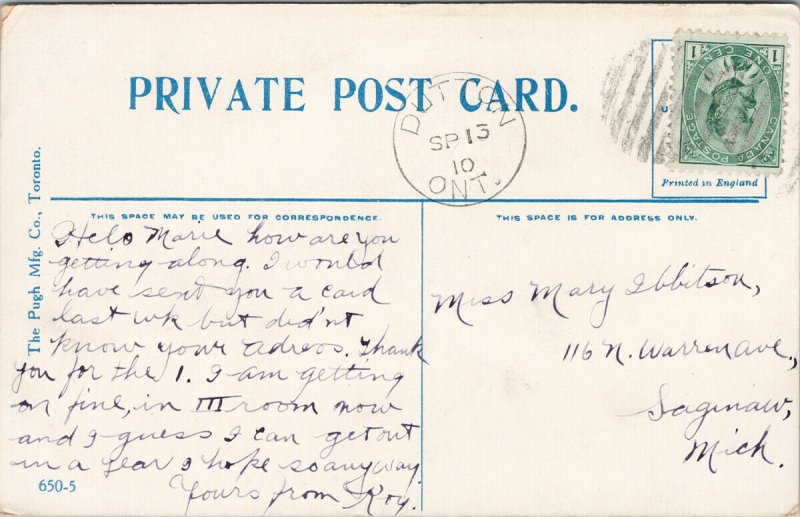 PRIVATE POST CARD.
DUTTON
SP 13
10
ONT.
1 ONE CENT 1
CANADA POSTAGE
Printed in England
The Pugh Mfg. Co., Toronto.
THIS SPACE MAY BE USED FOR CORRESPONDENCE.
Helo Marie how are you
getting along. I would
have sent you a card
last wk but did'nt
know your adress. Thank
you for the 1. I am getting
on fine, in III room now
and I guess I can get out
in a year I hope so anyway
Yours from Roy.
650-5
THIS SPACE IS FOR ADDRESS ONLY.
Miss Mary Ibbitson,
116 N. Warren ave.,
Saginaw,
Mich.